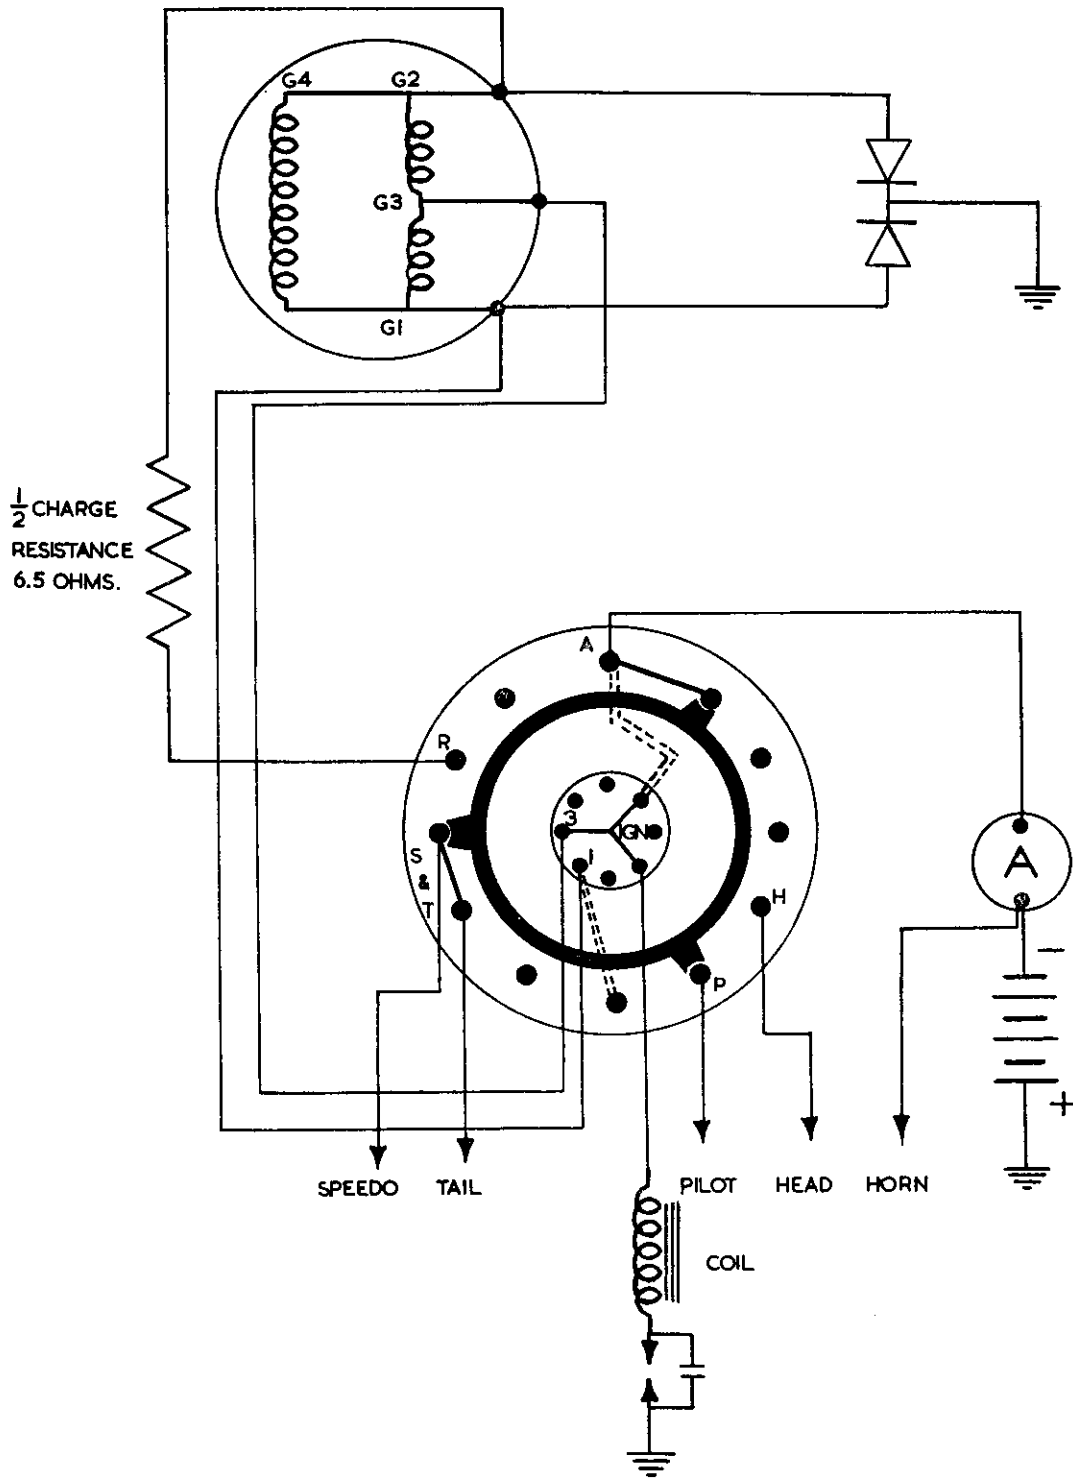 G4
G2
G3
G1
1/2 CHARGE
RESISTANCE
6.5 OHMS.
A
R
3
IGN
1
S
&
T
H
P
A
−
+
SPEEDO
TAIL
PILOT
HEAD
HORN
COIL